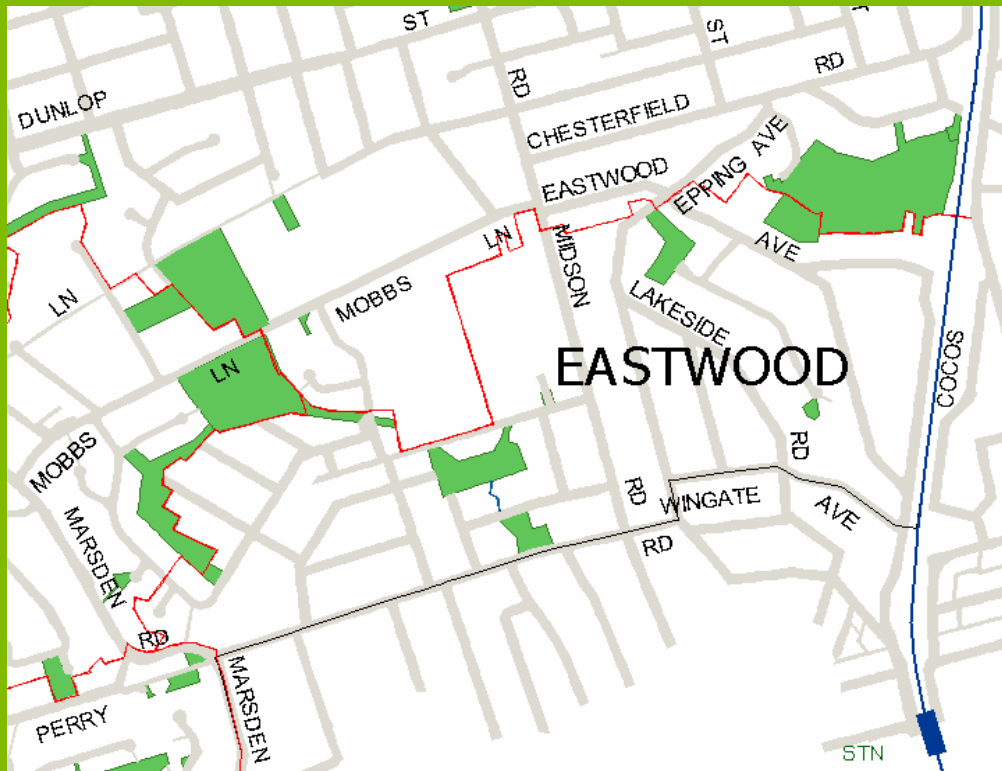 ST
RD
ST
RD
DUNLOP
CHESTERFIELD
EASTWOOD
EPPING AVE
LN
MIDSON
AVE
LN
MOBBS
LAKESIDE
EASTWOOD
COCOS
LN
MOBBS
RD
RD
WINGATE
AVE
MARSDEN
RD
RD
MARSDEN
PERRY
STN